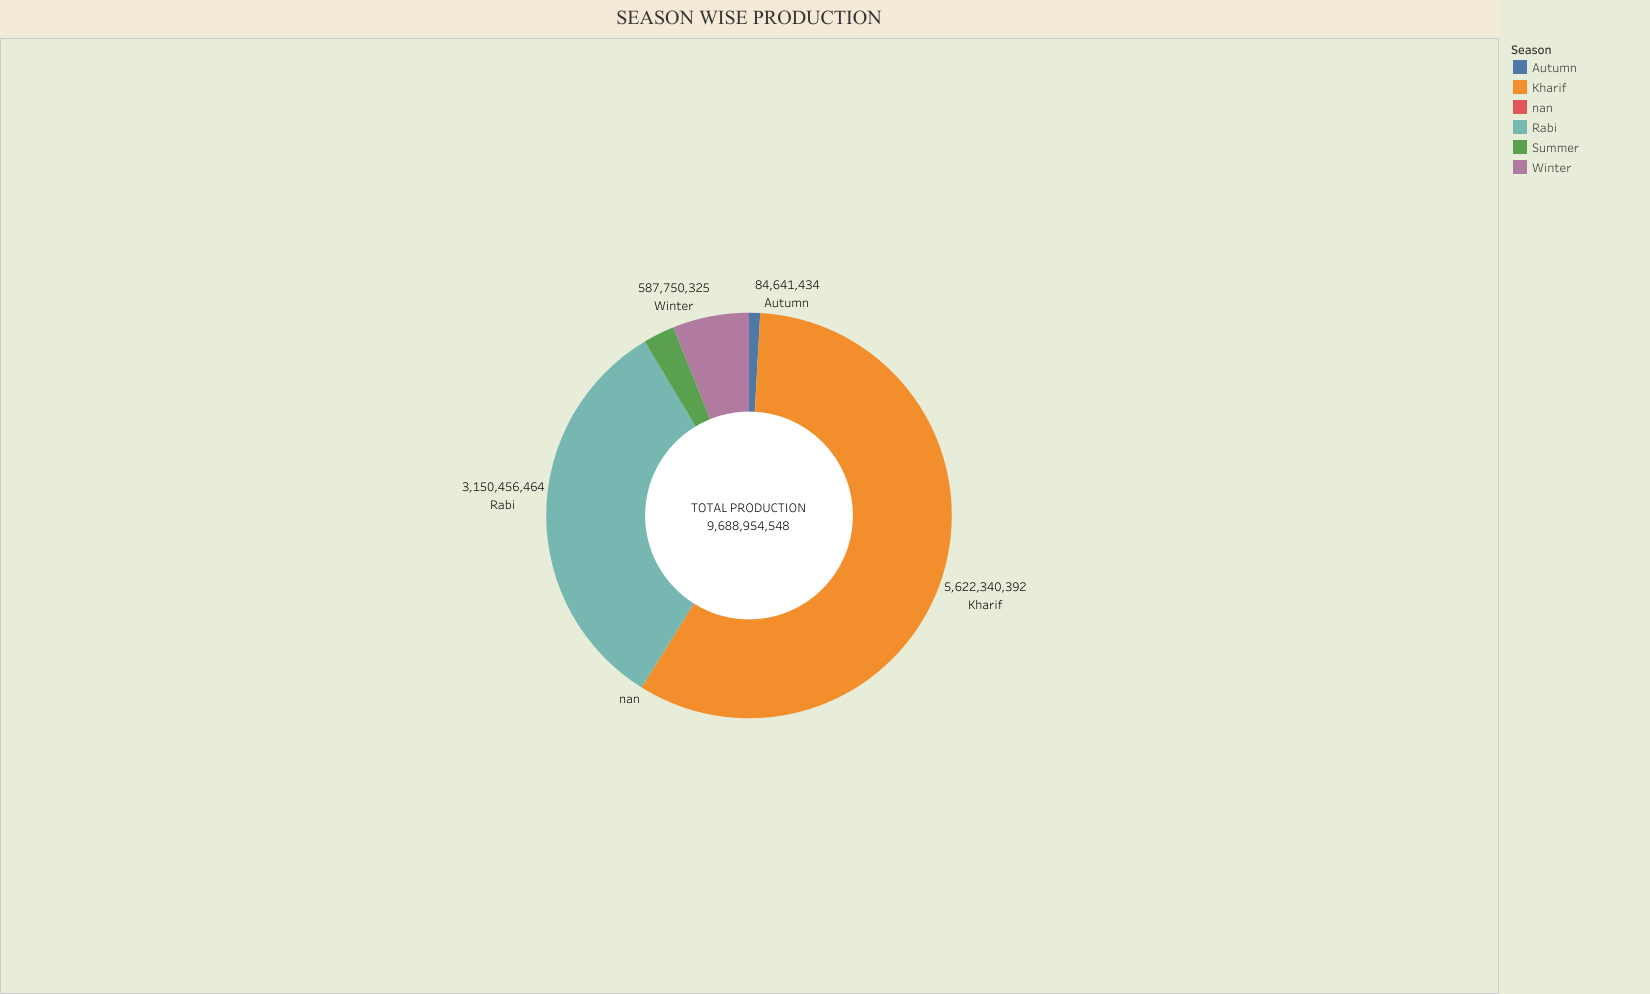 SEASON WISE PRODUCTION
Season
Autumn
Kharif
nan
Rabi
Summer
Winter
587,750,325
Winter
84,641,434
Autumn
3,150,456,464
Rabi
TOTAL PRODUCTION
9,688,954,548
5,622,340,392
Kharif
nan